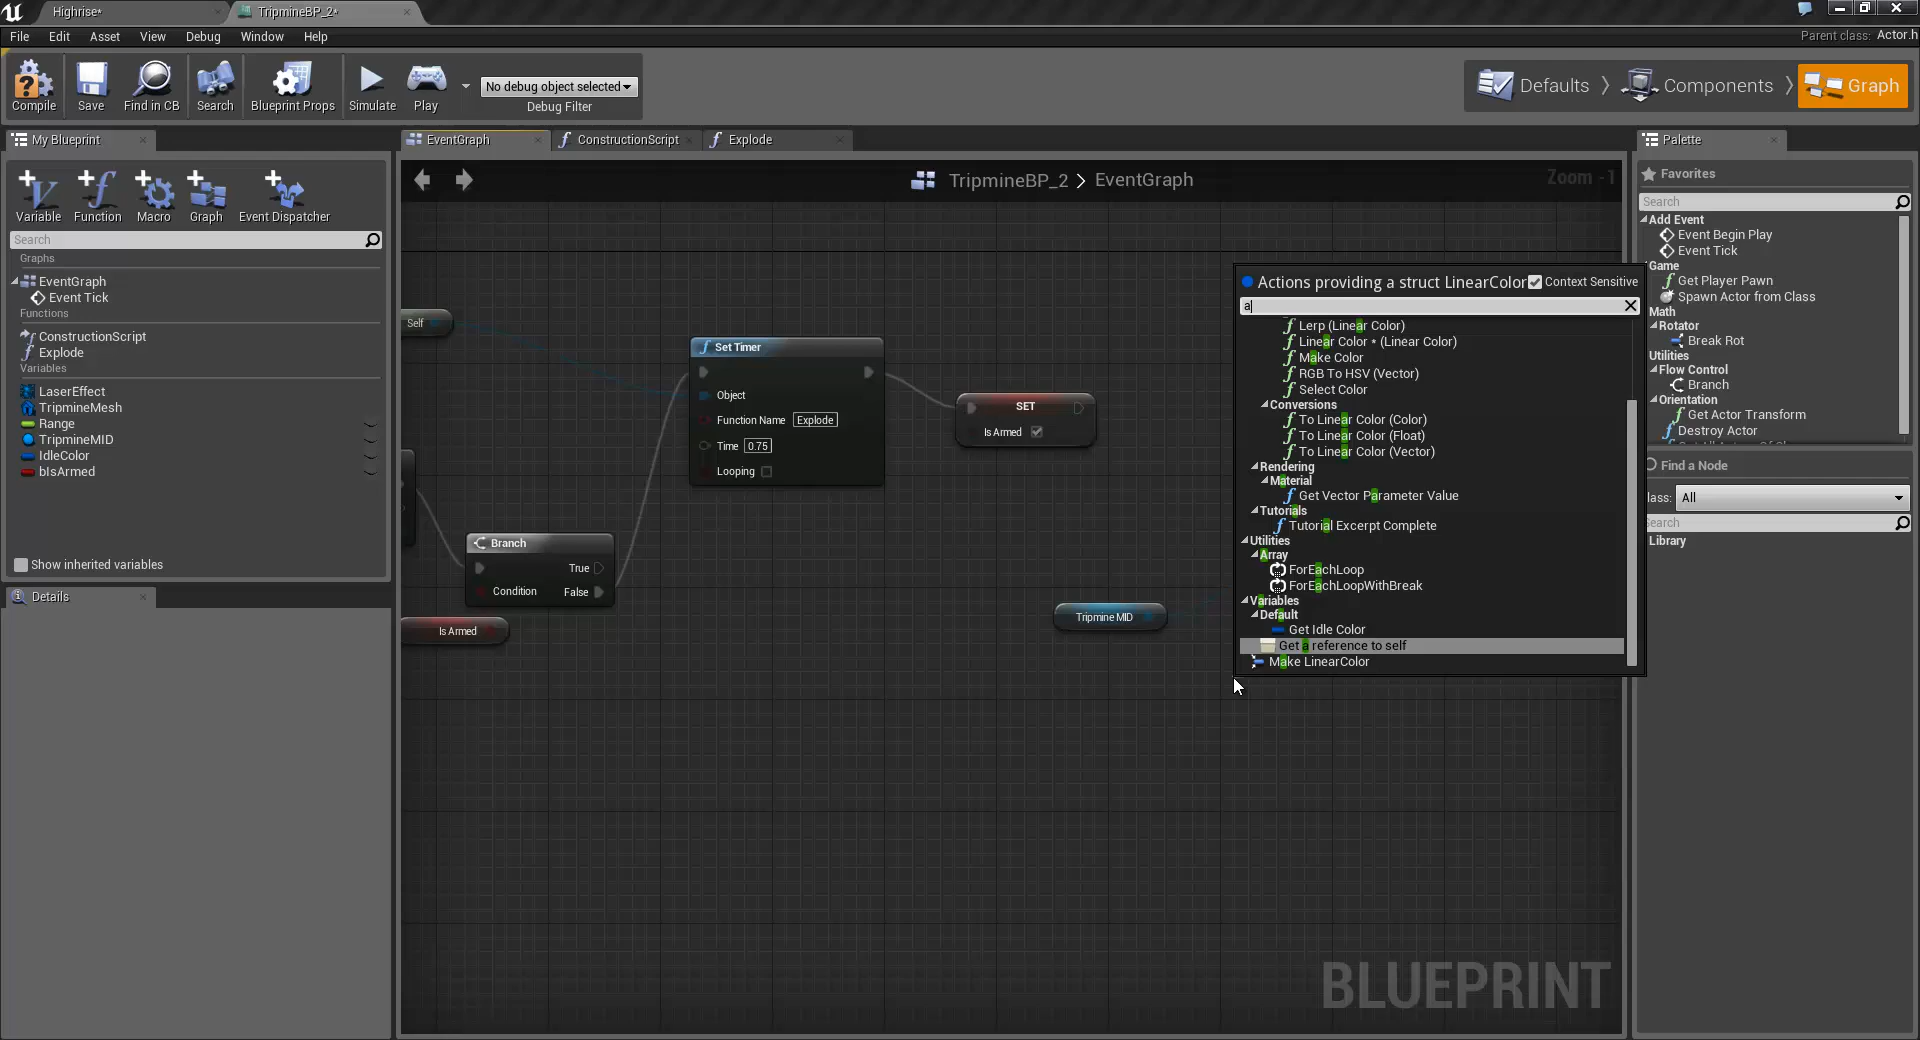 Highrise*
TripmineBP_2*
File Edit Asset View Debug Window Help
Parent class: Actor.h
Compile Save Find in CB Search Blueprint Props Simulate Play
No debug object selected
Debug Filter
Defaults Components Graph
My Blueprint
Variable Function Macro Graph Event Dispatcher
Search
Graphs
EventGraph
Event Tick
Functions
ConstructionScript
Explode
Variables
LaserEffect
TripmineMesh
Range
TripmineMID
IdleColor
bIsArmed
Show inherited variables
Details
EventGraph
ConstructionScript
Explode
TripmineBP_2 > EventGraph
Zoom -1
Self
Set Timer
Object
Function Name Explode
Time 0.75
Looping
SET
Is Armed
Branch
True
Condition False
Is Armed
Tripmine MID
Actions providing a struct LinearColor Context Sensitive
a
Lerp (Linear Color)
Linear Color * (Linear Color)
Make Color
RGB To HSV (Vector)
Select Color
Conversions
To Linear Color (Color)
To Linear Color (Float)
To Linear Color (Vector)
Rendering
Material
Get Vector Parameter Value
Tutorials
Tutorial Excerpt Complete
Utilities
Array
ForEachLoop
ForEachLoopWithBreak
Variables
Default
Get Idle Color
Get a reference to self
Make LinearColor
BLUEPRINT
Palette
Favorites
Search
Add Event
Event Begin Play
Event Tick
Game
Get Player Pawn
Spawn Actor from Class
Math
Rotator
Break Rot
Utilities
Flow Control
Branch
Orientation
Get Actor Transform
Destroy Actor
Find a Node
lass: All
Search
Library